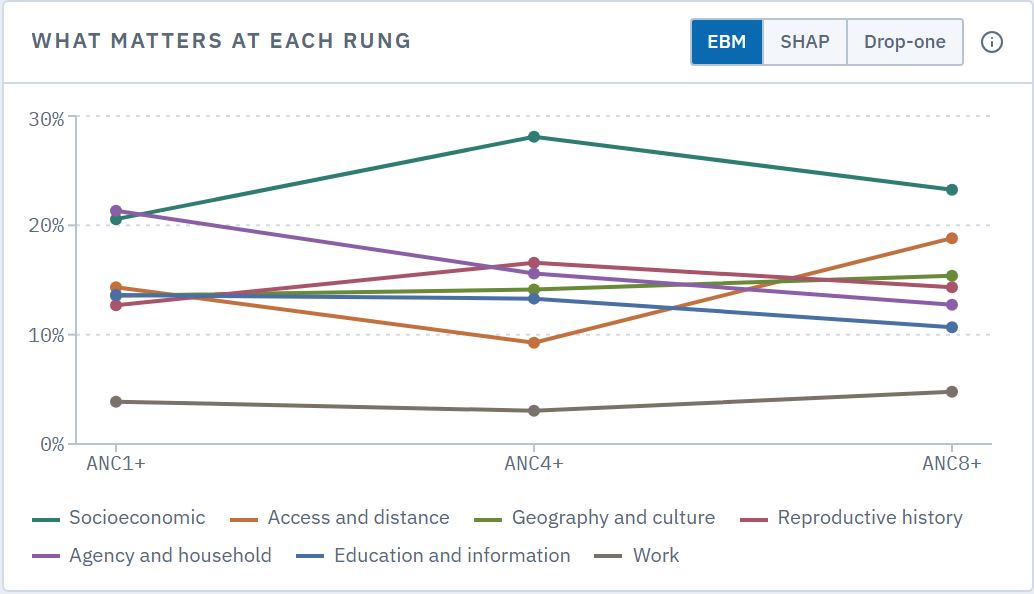 WHAT MATTERS AT EACH RUNG EBM SHAP Drop-one
30%
20%
10%
0%
ANC1+ ANC4+ ANC8+
Socioeconomic Access and distance Geography and culture Reproductive history
Agency and household Education and information Work